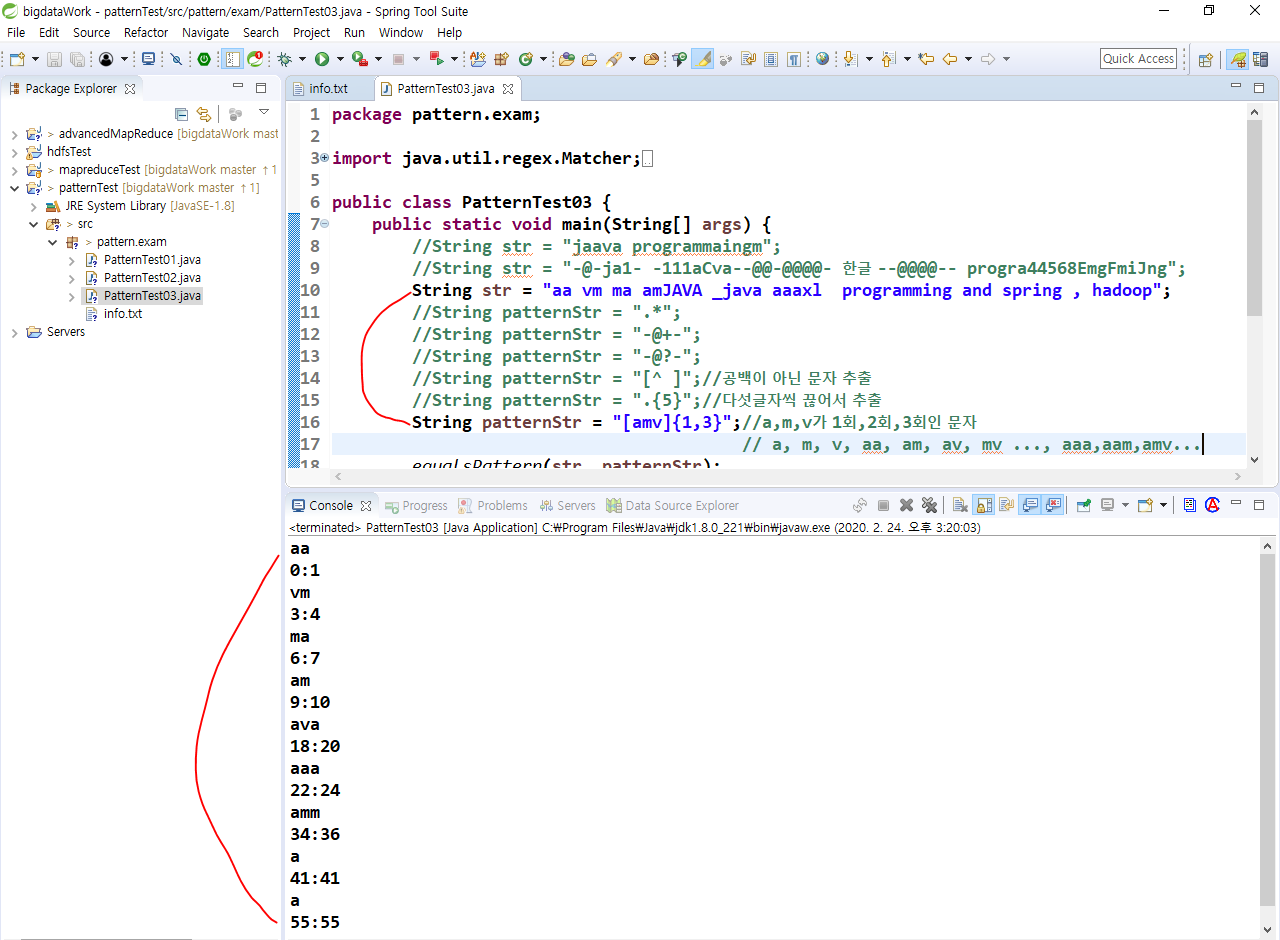 bigdataWork - patternTest/src/pattern/exam/PatternTest03.java - Spring Tool Suite
File Edit Source Refactor Navigate Search Project Run Window Help
Quick Access
Package Explorer
> advancedMapReduce [bigdataWork mast
hdfsTest
> mapreduceTest [bigdataWork master ↑1
> patternTest [bigdataWork master ↑1]
JRE System Library [JavaSE-1.8]
> src
> pattern.exam
PatternTest01.java
PatternTest02.java
PatternTest03.java
info.txt
Servers
info.txt PatternTest03.java
1 package pattern.exam;
2
3 import java.util.regex.Matcher;
5
6 public class PatternTest03 {
7 public static void main(String[] args) {
8 //String str = "jaava programmaingm";
9 //String str = "-@-ja1- -111aCva--@@-@@@@- 한글 --@@@@-- progra44568EmgFmiJng";
10 String str = "aa vm ma amJAVA _java aaaxl  programming and spring , hadoop";
11 //String patternStr = ".*";
12 //String patternStr = "-@+-";
13 //String patternStr = "-@?-";
14 //String patternStr = "[^ ]";//공백이 아닌 문자 추출
15 //String patternStr = ".{5}";//다섯글자씩 끊어서 추출
16 String patternStr = "[amv]{1,3}";//a,m,v가 1회,2회,3회인 문자
17 // a, m, v, aa, am, av, mv ..., aaa,aam,amv...
18 equalsPattern(str, patternStr);
Console Progress Problems Servers Data Source Explorer
<terminated> PatternTest03 [Java Application] C:₩Program Files₩Java₩jdk1.8.0_221₩bin₩javaw.exe (2020. 2. 24. 오후 3:20:03)
aa
0:1
vm
3:4
ma
6:7
am
9:10
ava
18:20
aaa
22:24
amm
34:36
a
41:41
a
55:55